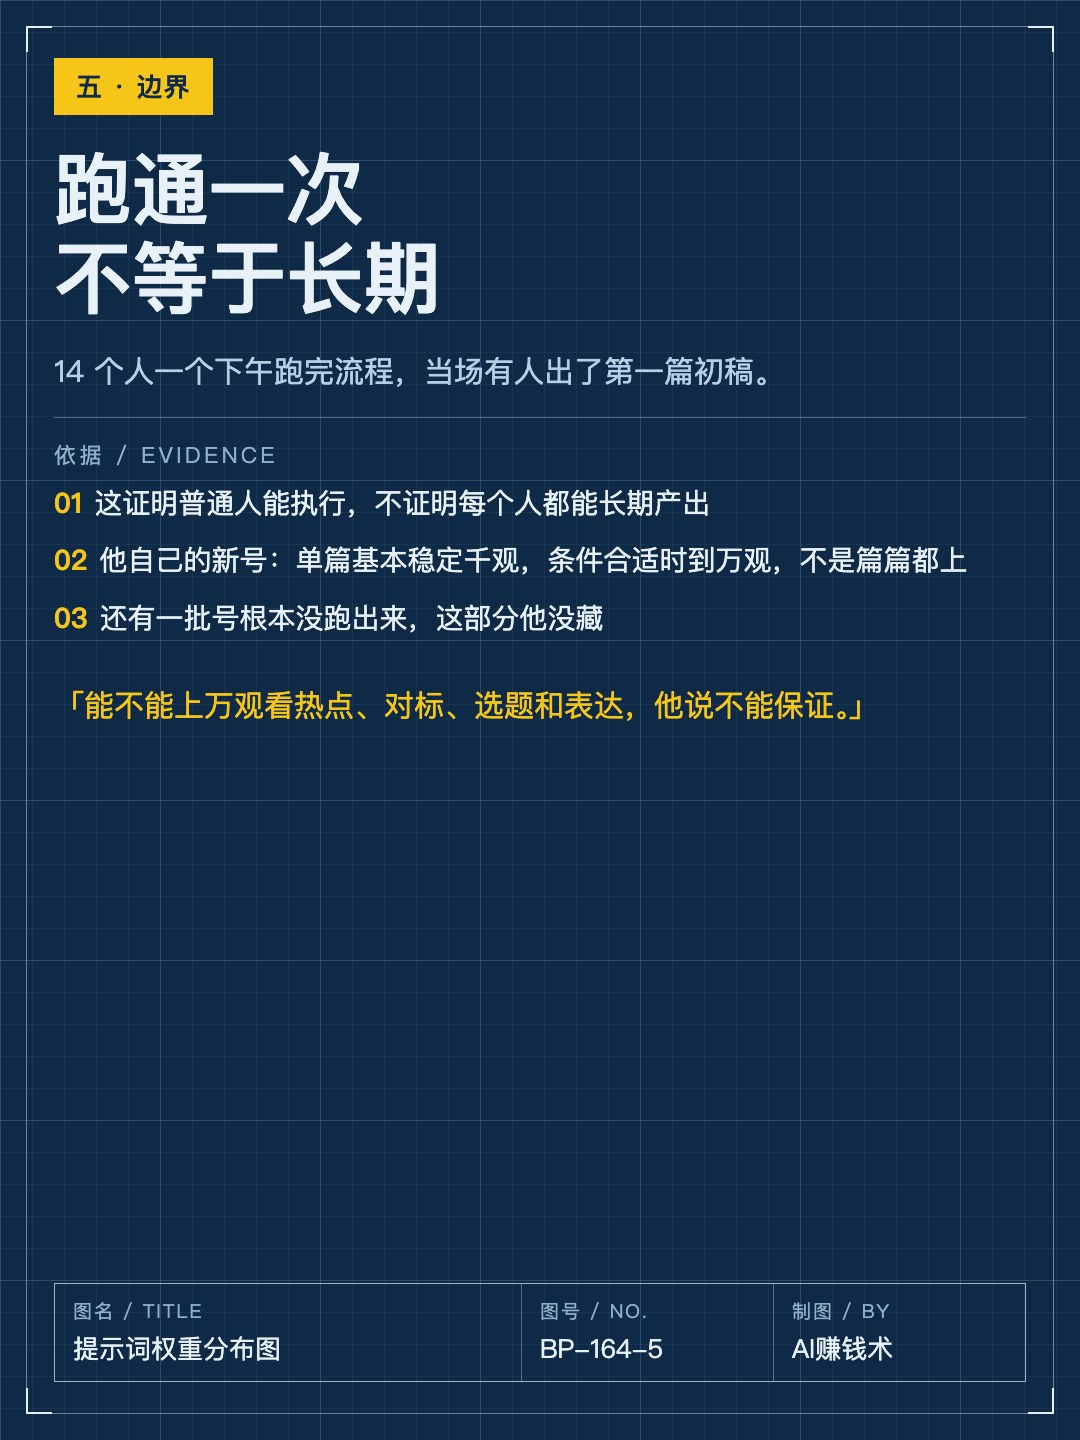 五 · 边界
跑通一次
不等于长期
14 个人一个下午跑完流程，当场有人出了第一篇初稿。
依据 / EVIDENCE
01 这证明普通人能执行，不证明每个人都能长期产出
02 他自己的新号：单篇基本稳定千观，条件合适时到万观，不是篇篇都上
03 还有一批号根本没跑出来，这部分他没藏
「能不能上万观看热点、对标、选题和表达，他说不能保证。」
图名 / TITLE
提示词权重分布图
图号 / NO.
BP-164-5
制图 / BY
AI赚钱术